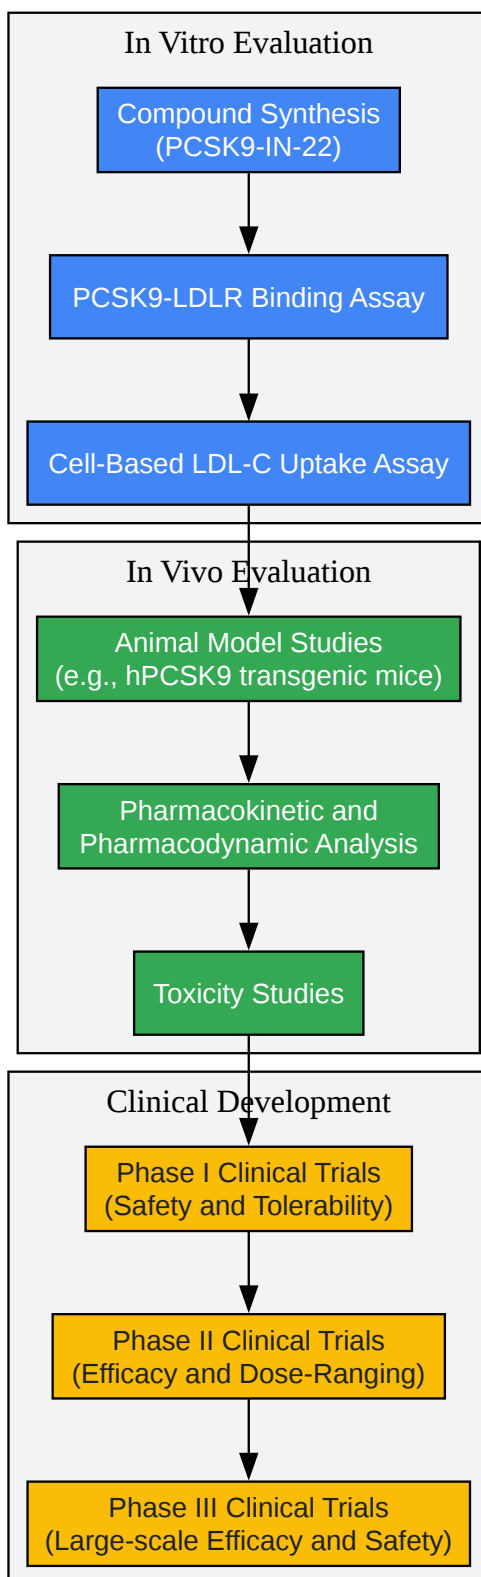 In Vitro Evaluation
Compound Synthesis
(PCSK9-IN-22)
PCSK9-LDLR Binding Assay
Cell-Based LDL-C Uptake Assay
In Vivo Evaluation
Animal Model Studies
(e.g., hPCSK9 transgenic mice)
Pharmacokinetic and
Pharmacodynamic Analysis
Toxicity Studies
Clinical Development
Phase I Clinical Trials
(Safety and Tolerability)
Phase II Clinical Trials
(Efficacy and Dose-Ranging)
Phase III Clinical Trials
(Large-scale Efficacy and Safety)